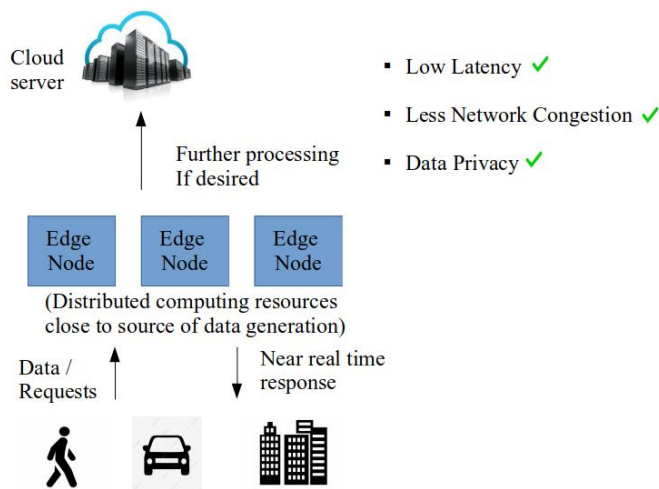 Cloud
server
▪ Low Latency ✓
▪ Less Network Congestion ✓
▪ Data Privacy ✓
Further processing
If desired
Edge
Node
Edge
Node
Edge
Node
(Distributed computing resources
close to source of data generation)
Data /
Requests
Near real time
response